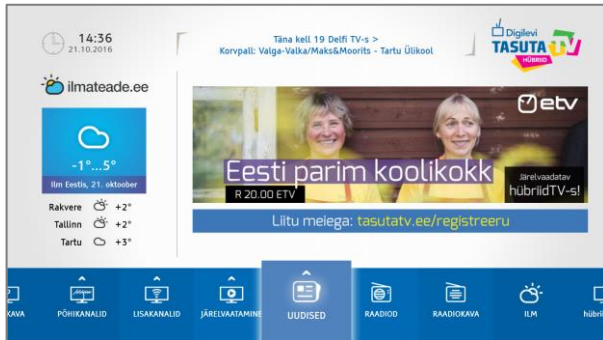 14:36
21.10.2016
Täna kell 19 Delfi TV-s >
Korvpall: Valga-Valka/Maks&Moorits - Tartu Ülikool
Digilevi
TASUTA TV
HÜBRIID
ilmateade.ee
-1°...5°
Ilm Eestis, 21. oktoober
Rakvere +2°
Tallinn +2°
Tartu +3°
etv
Eesti parim koolikokk
R 20.00 ETV
Järelvaadatav
hübriidTV-s!
Liitu meiega: tasutatv.ee/registreeru
KAVA
PÕHIKANALID
LISAKANALID
JÄRELVAATAMINE
UUDISED
RAADIOD
RAADIOKAVA
ILM
hübrii